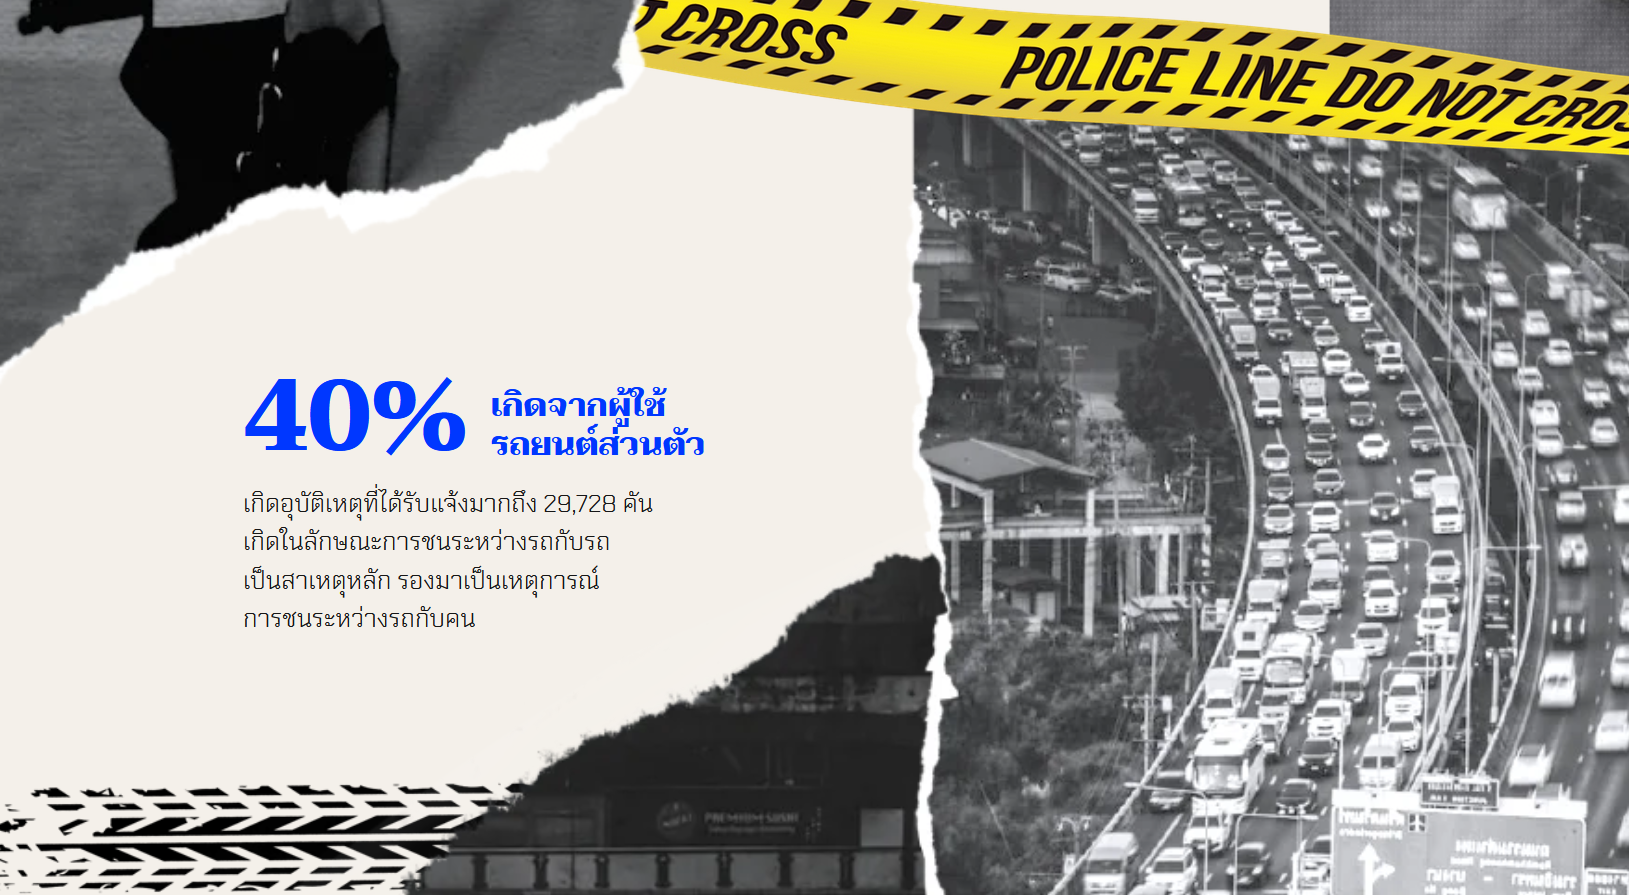 T CROSS
POLICE LINE DO NOT CROS
40%
เกิดจากผู้ใช้
รถยนต์ส่วนตัว
เกิดอุบัติเหตุที่ได้รับแจ้งมากถึง 29,728 คัน
เกิดในลักษณะการชนระหว่างรถกับรถ
เป็นสาเหตุหลัก รองมาเป็นเหตุการณ์
การชนระหว่างรถกับคน
PREMIUM SUSHI